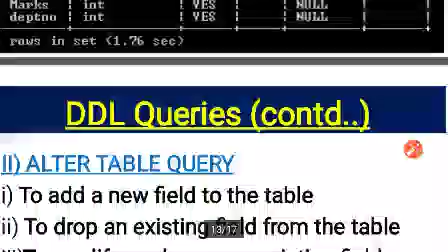 Marks | int | YES | | NULL |
deptno | int | YES | | NULL |
rows in set (1.76 sec)
DDL Queries (contd..)
II) ALTER TABLE QUERY
i) To add a new field to the table
ii) To drop an existing field from the table
13/17